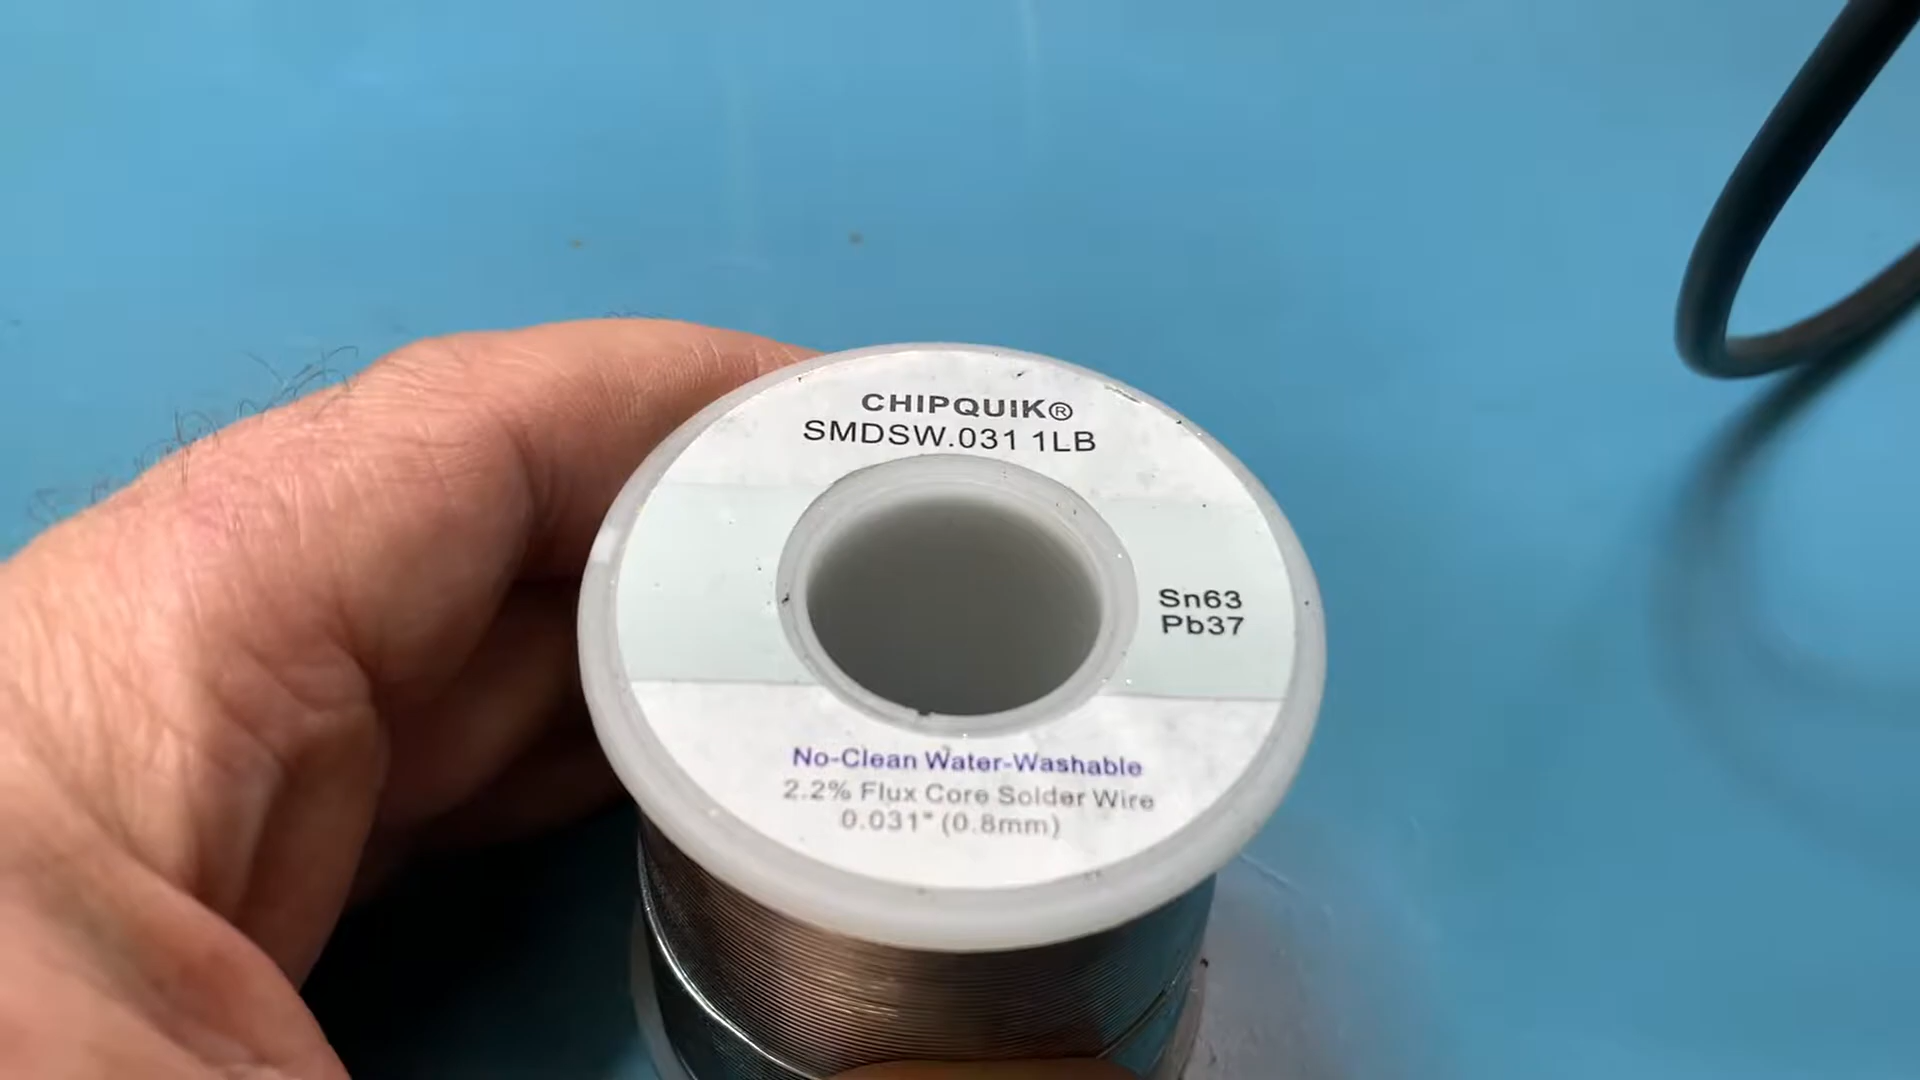 CHIPQUIK®
SMDSW.031 1LB
Sn63
Pb37
No-Clean Water-Washable
2.2% Flux Core Solder Wire
0.031" (0.8mm)